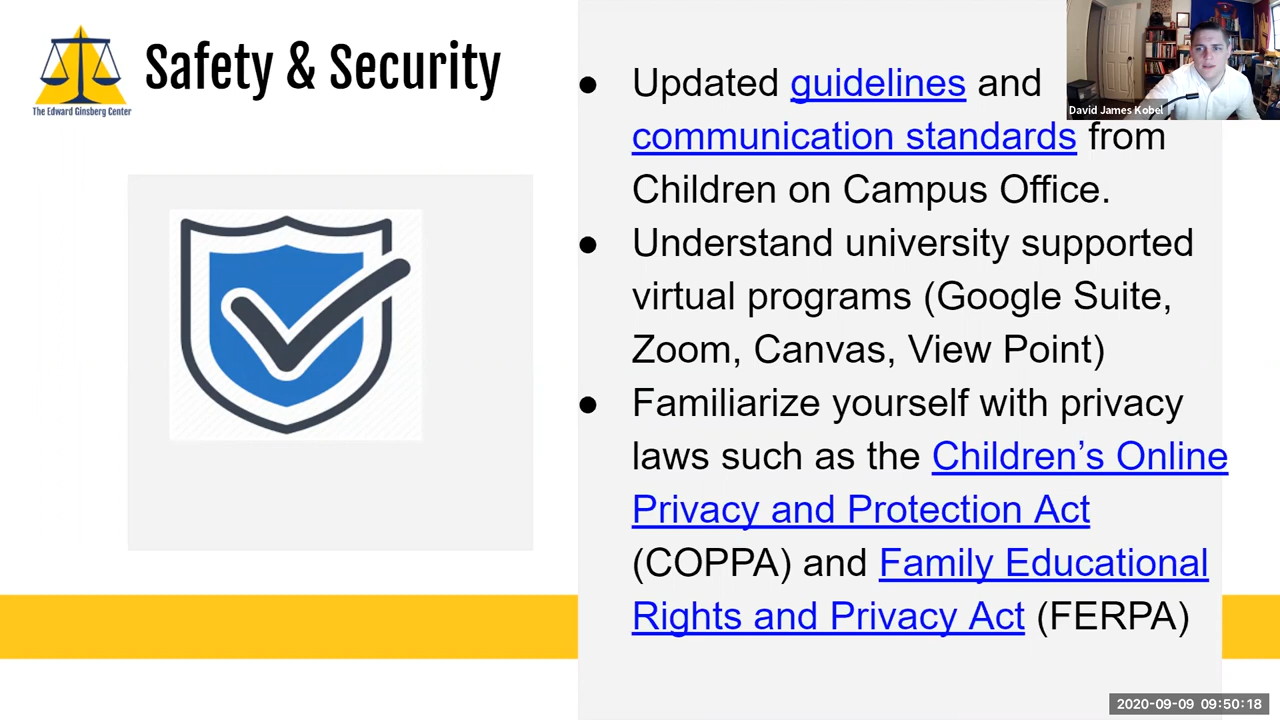 Safety & Security
The Edward Ginsberg Center
● Updated guidelines and
communication standards from
Children on Campus Office.
● Understand university supported
virtual programs (Google Suite,
Zoom, Canvas, View Point)
● Familiarize yourself with privacy
laws such as the Children’s Online
Privacy and Protection Act
(COPPA) and Family Educational
Rights and Privacy Act (FERPA)
David James Kobel
2020-09-09 09:50:18